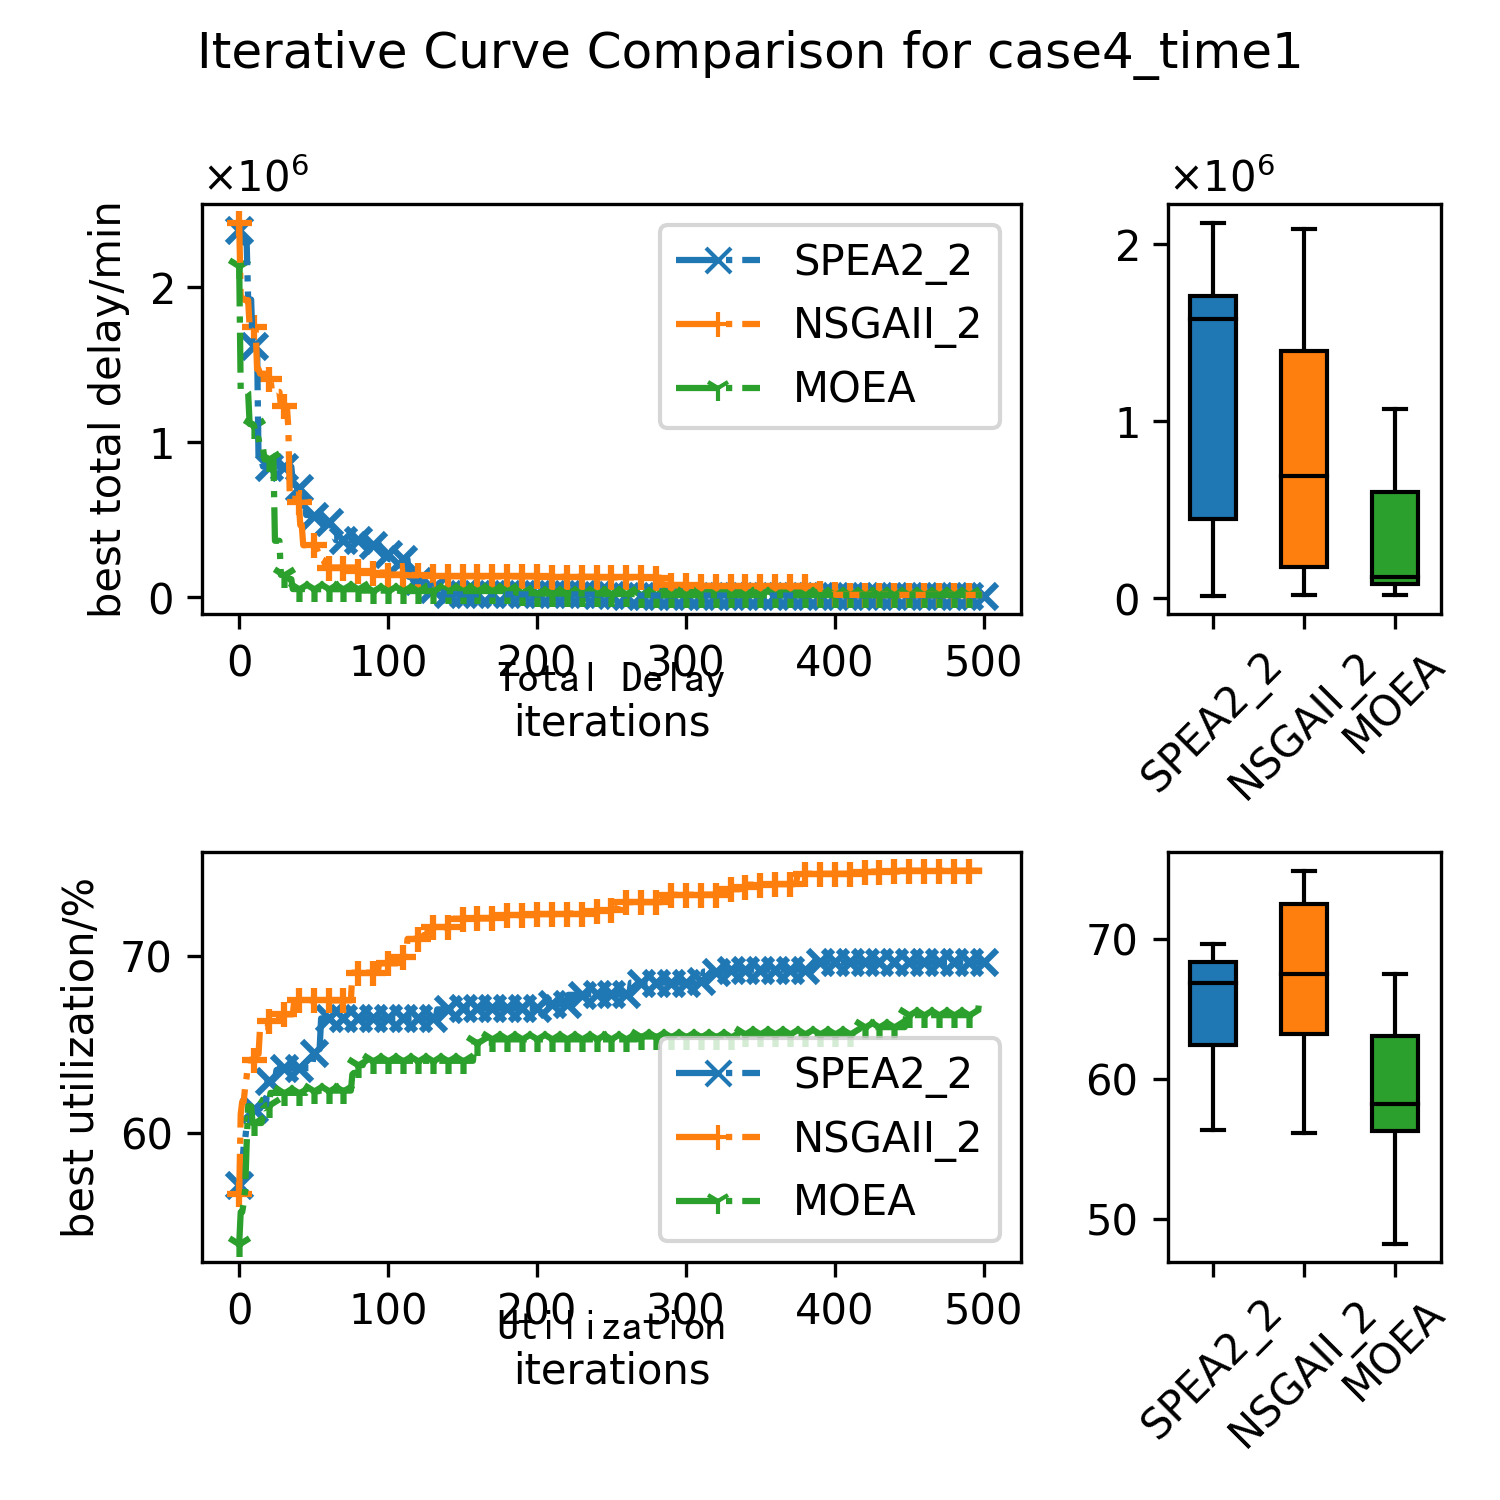 Iterative Curve Comparison for case4_time1
×10⁶
best total delay/min
2
1
0
SPEA2_2
NSGAII_2
MOEA
0 100 200 300 400 500
Total Delay
iterations
×10⁶
2
1
0
SPEA2_2
NSGAII_2
MOEA
best utilization/%
70
60
SPEA2_2
NSGAII_2
MOEA
0 100 200 300 400 500
Utilization
iterations
70
60
50
SPEA2_2
NSGAII_2
MOEA